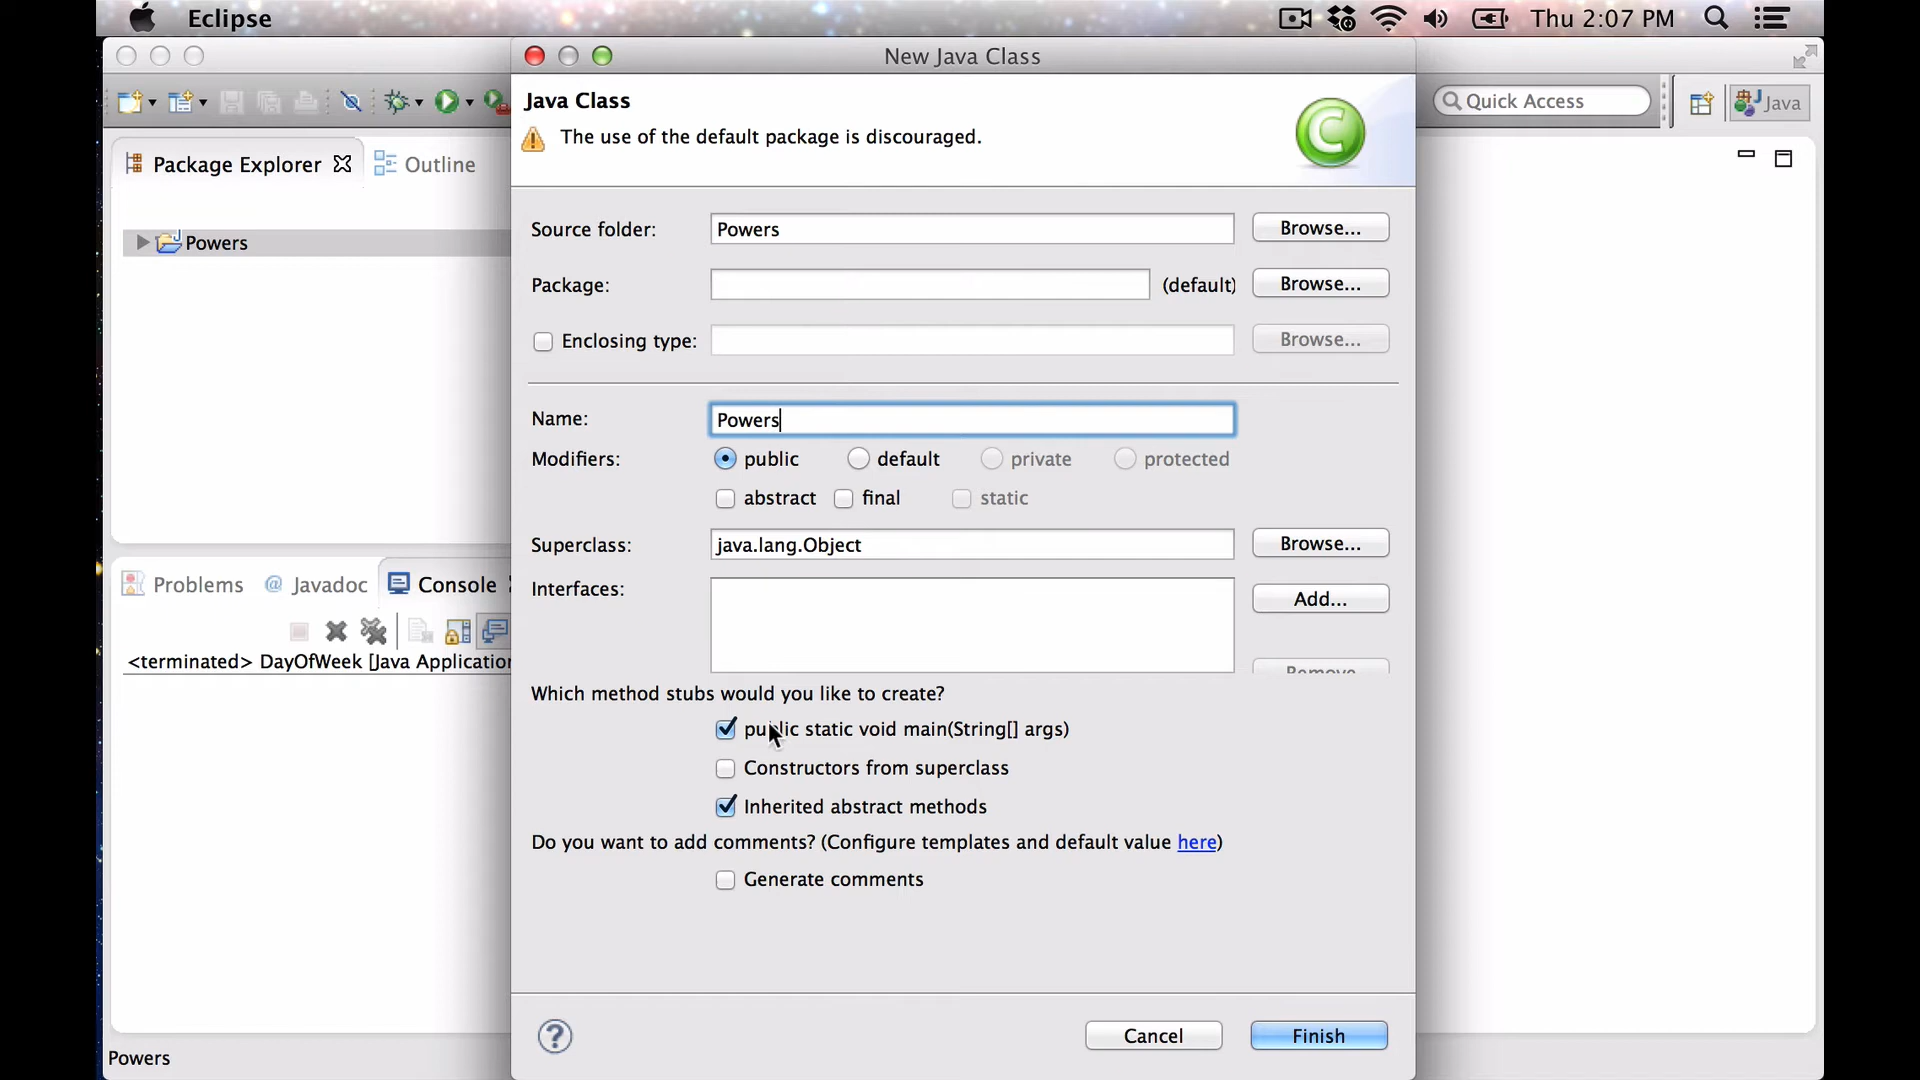 Eclipse
Thu 2:07 PM
New Java Class
Java Class
The use of the default package is discouraged.
C
Quick Access
Java
Package Explorer
Outline
Powers
Source folder:
Powers
Browse...
Package:
(default)
Browse...
Enclosing type:
Browse...
Name:
Powers
Modifiers:
public
default
private
protected
abstract
final
static
Superclass:
java.lang.Object
Browse...
Interfaces:
Add...
Remove
Problems
@ Javadoc
Console
<terminated> DayOfWeek [Java Application
Which method stubs would you like to create?
public static void main(String[] args)
Constructors from superclass
Inherited abstract methods
Do you want to add comments? (Configure templates and default value here)
Generate comments
?
Cancel
Finish
Powers